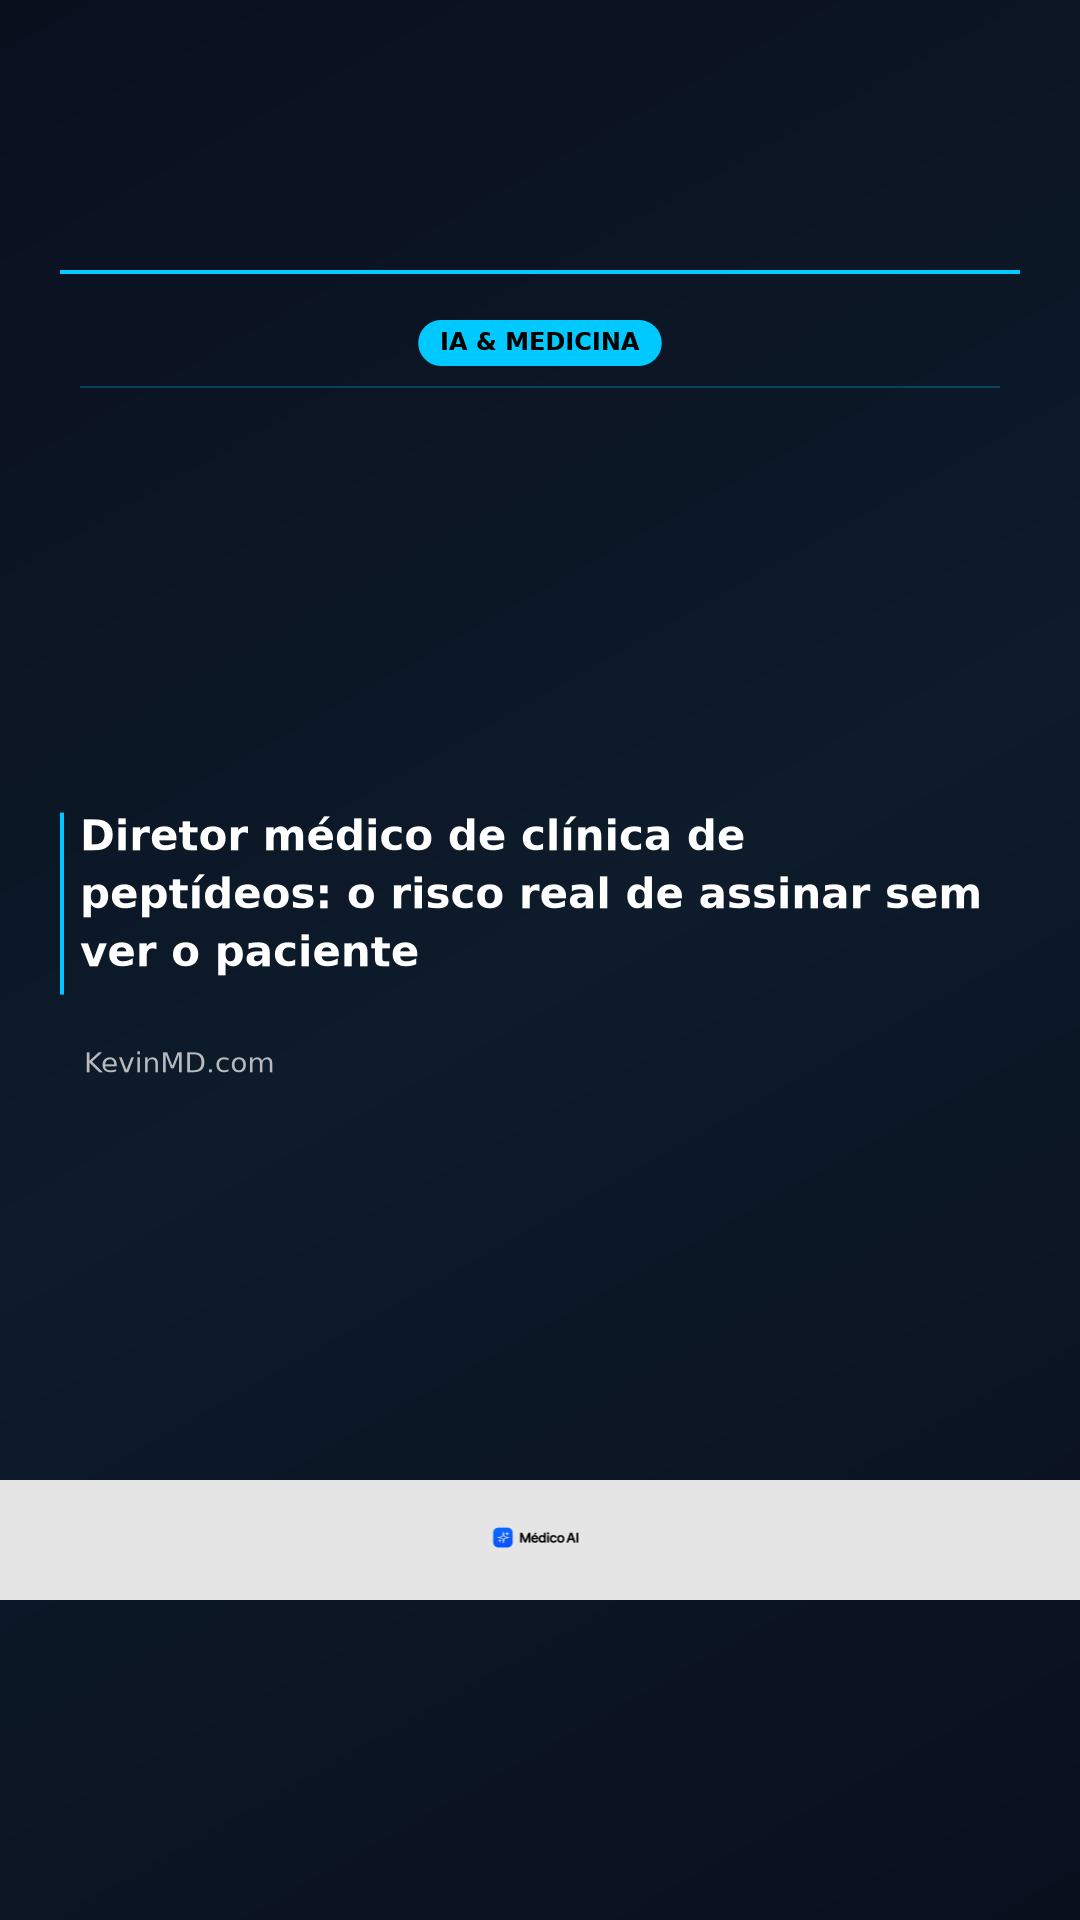 IA & MEDICINA
Diretor médico de clínica de
peptídeos: o risco real de assinar sem
ver o paciente
KevinMD.com
Médico AI